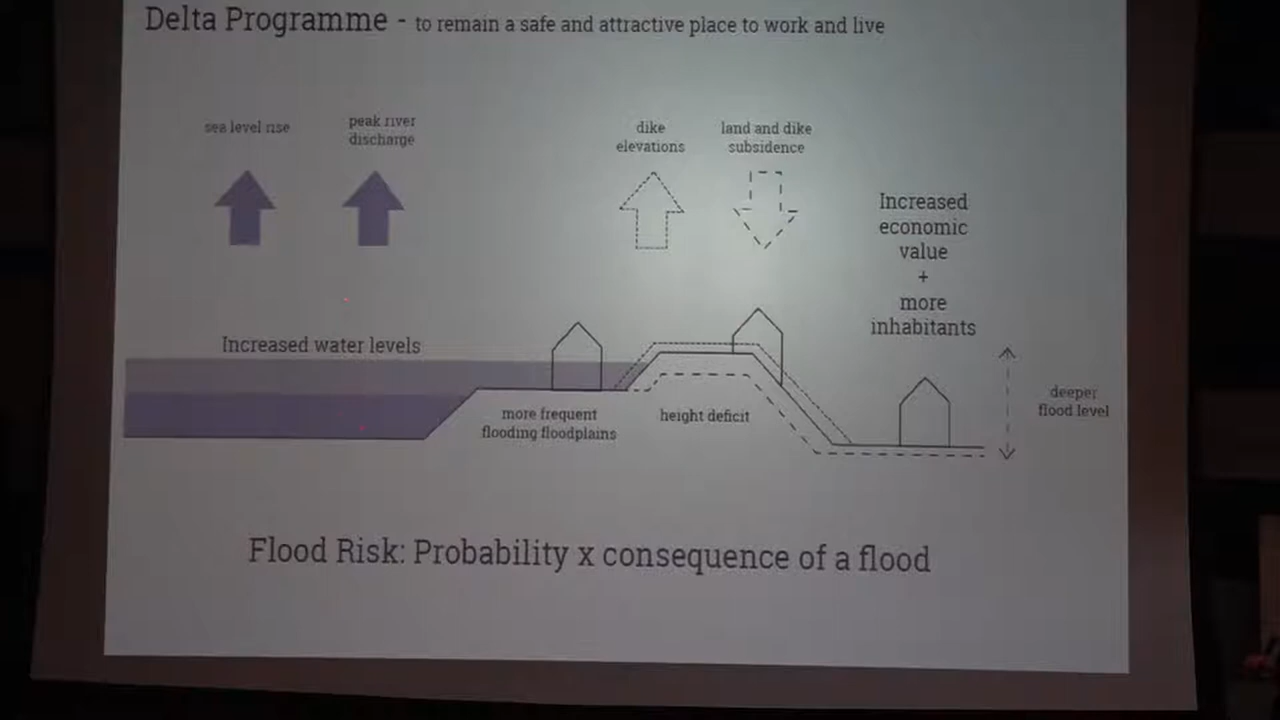 Delta Programme - to remain a safe and attractive place to work and live
sea level rise
peak river
discharge
dike
elevations
land and dike
subsidence
Increased
economic
value
+
more
inhabitants
Increased water levels
more frequent
flooding floodplains
height deficit
deeper
flood level
Flood Risk: Probability x consequence of a flood